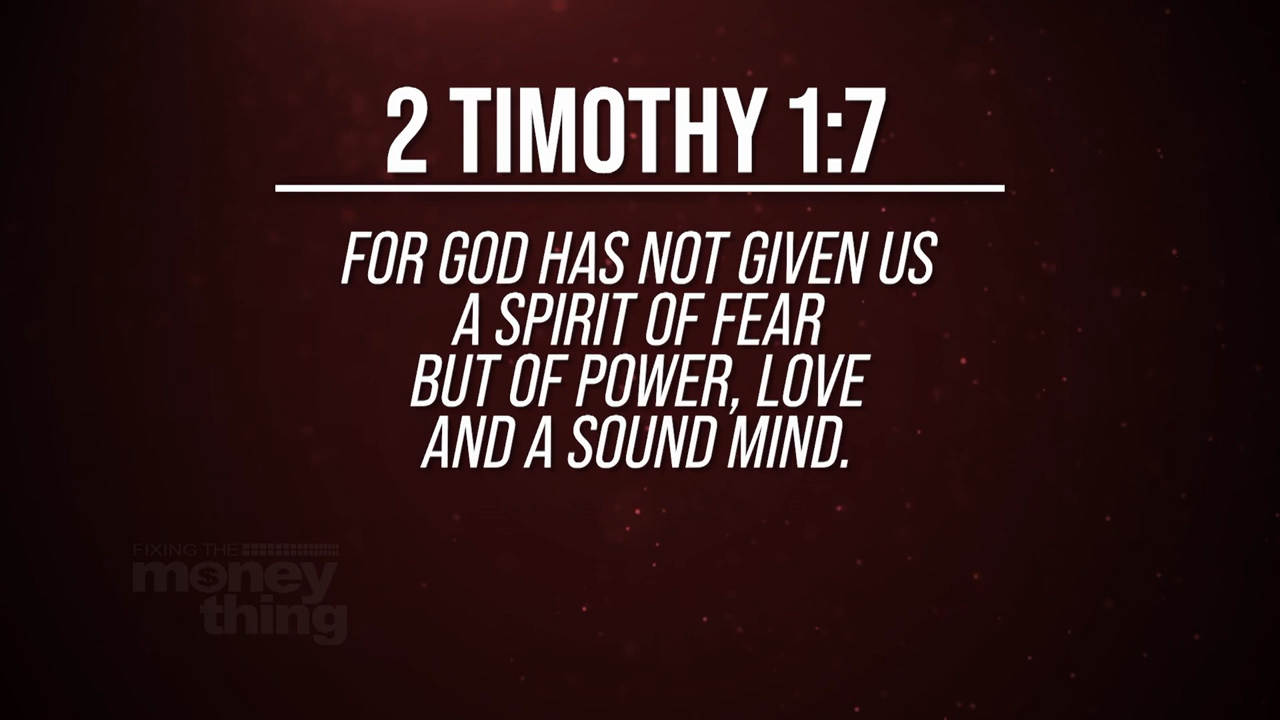 2 TIMOTHY 1:7
FOR GOD HAS NOT GIVEN US
A SPIRIT OF FEAR
BUT OF POWER, LOVE
AND A SOUND MIND.
FIXING THE
money
thing